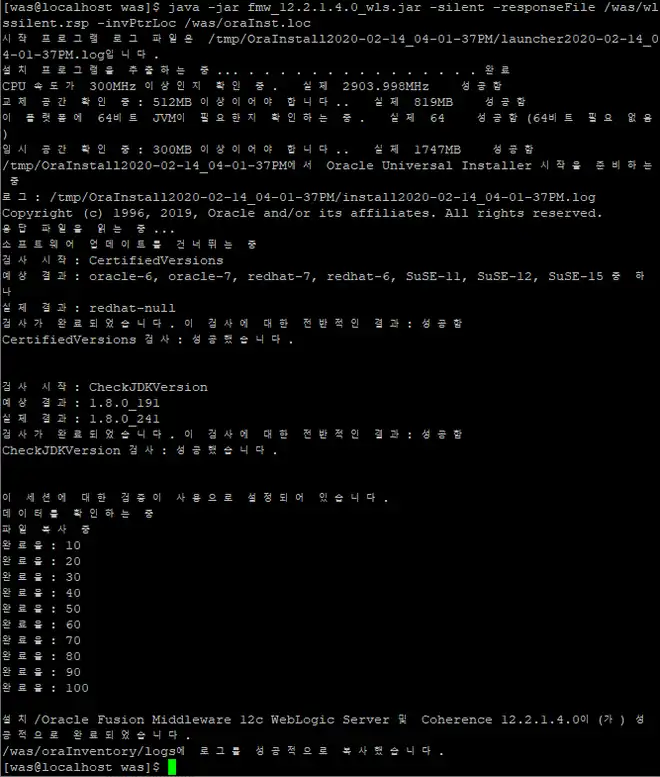 [was@localhost was]$ java -jar fmw_12.2.1.4.0_wls.jar -silent -responseFile /was/wl
ssilent.rsp -invPtrLoc /was/oraInst.loc
시작 프로그램 로그 파일은 /tmp/OraInstall2020-02-14_04-01-37PM/launcher2020-02-14_0
4-01-37PM.log입니다.
설치 프로그램을 추출하는 중... ... . . . . . . . . . . . . . . . 완료
CPU 속도가 300MHz 이상인지 확인 중. 실제 2903.998MHz 성공함
교체 공간 확인 중: 512MB 이상이어야 합니다.. 실제 819MB 성공함
이 플랫폼에 64비트 JVM이 필요한지 확인하는 중. 실제 64 성공함 (64비트 필요 없음
)
임시 공간 확인 중: 300MB 이상이어야 합니다.. 실제 1747MB 성공함
/tmp/OraInstall2020-02-14_04-01-37PM에서 Oracle Universal Installer 시작을 준비하는
중
로그: /tmp/OraInstall2020-02-14_04-01-37PM/install2020-02-14_04-01-37PM.log
Copyright (c) 1996, 2019, Oracle and/or its affiliates. All rights reserved.
응답 파일을 읽는 중...
소프트웨어 업데이트를 건너뛰는 중
검사 시작: CertifiedVersions
예상 결과: oracle-6, oracle-7, redhat-7, redhat-6, SuSE-11, SuSE-12, SuSE-15 중 하
나
실제 결과: redhat-null
검사가 완료되었습니다. 이 검사에 대한 전반적인 결과: 성공함
CertifiedVersions 검사: 성공했습니다.
검사 시작: CheckJDKVersion
예상 결과: 1.8.0_191
실제 결과: 1.8.0_241
검사가 완료되었습니다. 이 검사에 대한 전반적인 결과: 성공함
CheckJDKVersion 검사: 성공했습니다.
이 세션에 대한 검증이 사용으로 설정되어 있습니다.
데이터를 확인하는 중
파일 복사 중
완료율: 10
완료율: 20
완료율: 30
완료율: 40
완료율: 50
완료율: 60
완료율: 70
완료율: 80
완료율: 90
완료율: 100
설치/Oracle Fusion Middleware 12c WebLogic Server 및 Coherence 12.2.1.4.0이(가) 성
공적으로 완료되었습니다.
/was/oraInventory/logs에 로그를 성공적으로 복사했습니다.
[was@localhost was]$